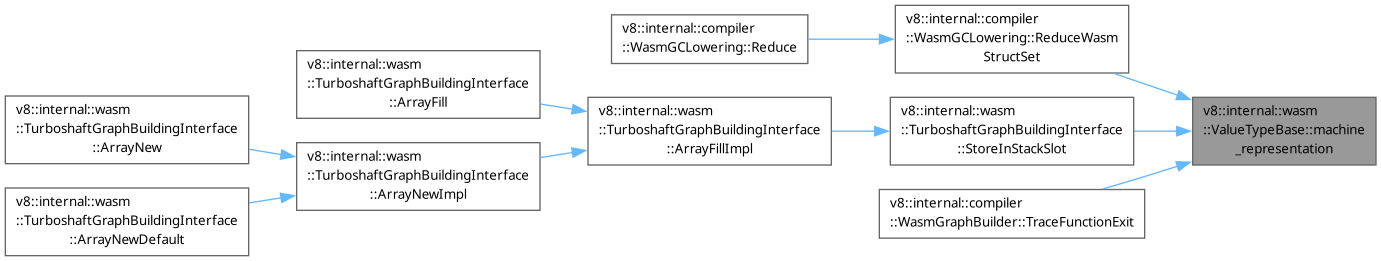 v8::internal::compiler
::WasmGCLowering::ReduceWasm
StructSet
v8::internal::compiler
::WasmGCLowering::Reduce
v8::internal::wasm
::TurboshaftGraphBuildingInterface
::ArrayFill
v8::internal::wasm
::TurboshaftGraphBuildingInterface
::ArrayNew
v8::internal::wasm
::TurboshaftGraphBuildingInterface
::ArrayFillImpl
v8::internal::wasm
::TurboshaftGraphBuildingInterface
::StoreInStackSlot
v8::internal::wasm
::ValueTypeBase::machine
_representation
v8::internal::wasm
::TurboshaftGraphBuildingInterface
::ArrayNewImpl
v8::internal::wasm
::TurboshaftGraphBuildingInterface
::ArrayNewDefault
v8::internal::compiler
::WasmGraphBuilder::TraceFunctionExit